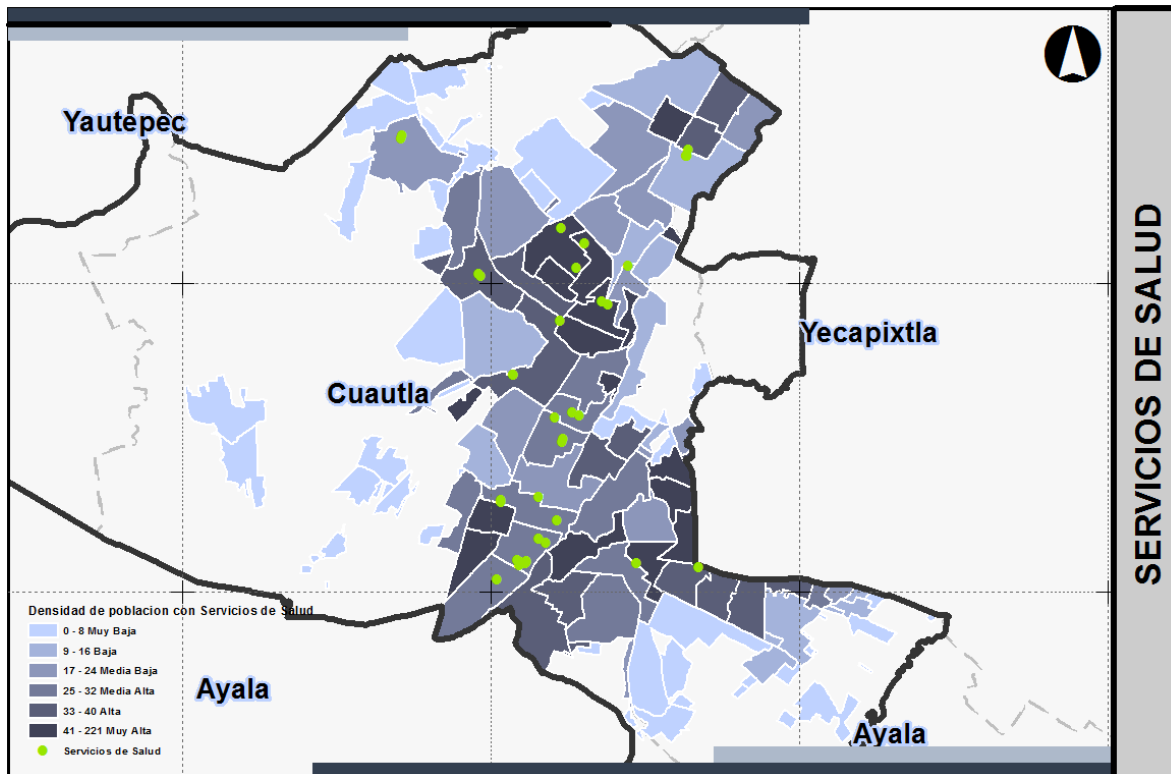 Yautepec
Yecapixtla
Cuautla
Ayala
Ayala
Densidad de poblacion con Servicios de Salud
0 - 8 Muy Baja
9 - 16 Baja
17 - 24 Media Baja
25 - 32 Media Alta
33 - 40 Alta
41 - 221 Muy Alta
Servicios de Salud
SERVICIOS DE SALUD